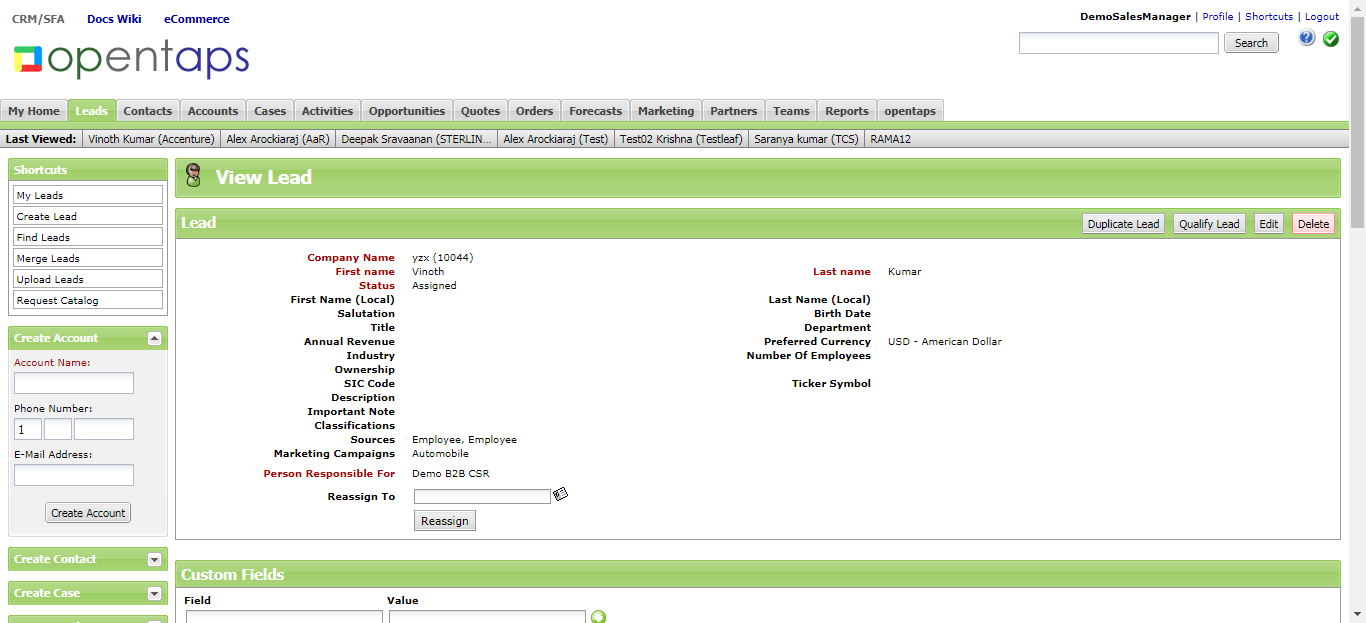 CRM/SFA Docs Wiki eCommerce
DemoSalesManager | Profile | Shortcuts | Logout
opentaps
Search
My Home Leads Contacts Accounts Cases Activities Opportunities Quotes Orders Forecasts Marketing Partners Teams Reports opentaps
Last Viewed: Vinoth Kumar (Accenture) Alex Arockiaraj (AaR) Deepak Sravaanan (STERLIN... Alex Arockiaraj (Test) Test02 Krishna (Testleaf) Saranya kumar (TCS) RAMA12
Shortcuts
My Leads
Create Lead
Find Leads
Merge Leads
Upload Leads
Request Catalog
Create Account
Account Name:
Phone Number:
1
E-Mail Address:
Create Account
Create Contact
Create Case
View Lead
Lead Duplicate Lead Qualify Lead Edit Delete
Company Name yzx (10044)
First name Vinoth Last name Kumar
Status Assigned
First Name (Local) Last Name (Local)
Salutation Birth Date
Title Department
Annual Revenue Preferred Currency USD - American Dollar
Industry Number Of Employees
Ownership
SIC Code Ticker Symbol
Description
Important Note
Classifications
Sources Employee, Employee
Marketing Campaigns Automobile
Person Responsible For Demo B2B CSR
Reassign To
Reassign
Custom Fields
Field Value